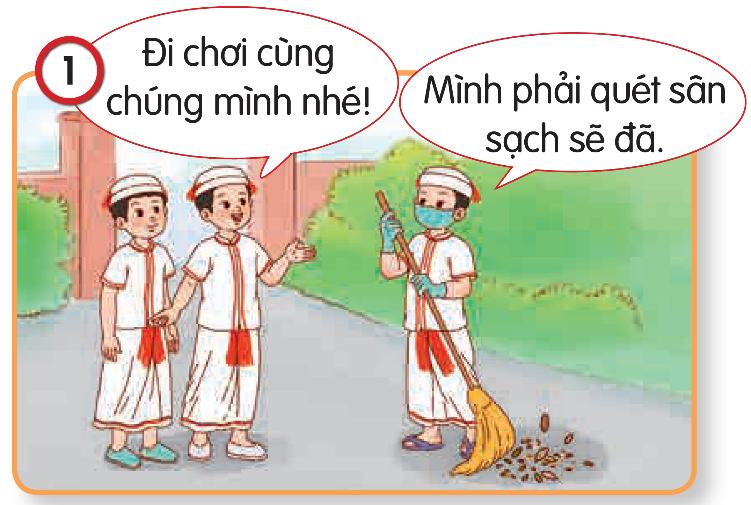 1
Đi chơi cùng
chúng mình nhé!
Mình phải quét sân
sạch sẽ đã.